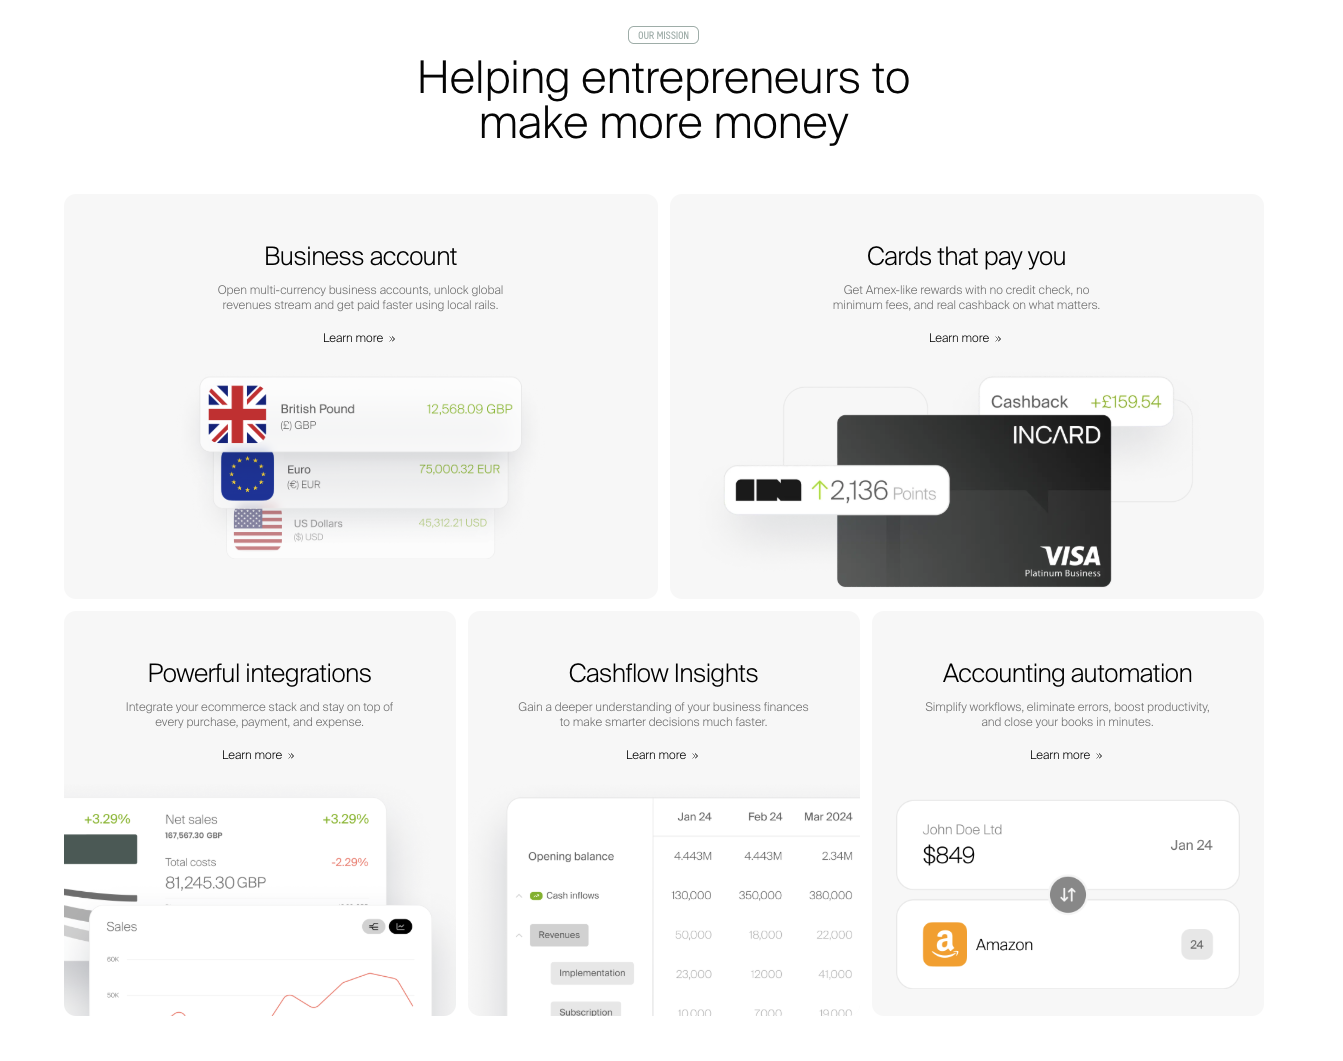 OUR MISSION
Helping entrepreneurs to
make more money
Business account
Open multi-currency business accounts, unlock global
revenues stream and get paid faster using local rails.
Learn more »
British Pound
12,568.09 GBP
(£) GBP
Euro
75,000.32 EUR
(€) EUR
US Dollars
45,312.21 USD
($) USD
Cards that pay you
Get Amex-like rewards with no credit check, no
minimum fees, and real cashback on what matters.
Learn more »
Cashback +£159.54
INCARD
↑2,136 Points
VISA
Platinum Business
Powerful integrations
Integrate your ecommerce stack and stay on top of
every purchase, payment, and expense.
Learn more »
+3.29%
Net sales
+3.29%
167,567.30 GBP
Total costs
-2.29%
81,245.30 GBP
Sales
60K
50K
Cashflow Insights
Gain a deeper understanding of your business finances
to make smarter decisions much faster.
Learn more »
Jan 24 Feb 24 Mar 2024
Opening balance 4.443M 4.443M 2.34M
Cash inflows 130,000 350,000 380,000
Revenues 50,000 18,000 22,000
Implementation 23,000 12000 41,000
Subscription 10,000 7000 19,000
Accounting automation
Simplify workflows, eliminate errors, boost productivity,
and close your books in minutes.
Learn more »
John Doe Ltd
$849
Jan 24
a
Amazon
24